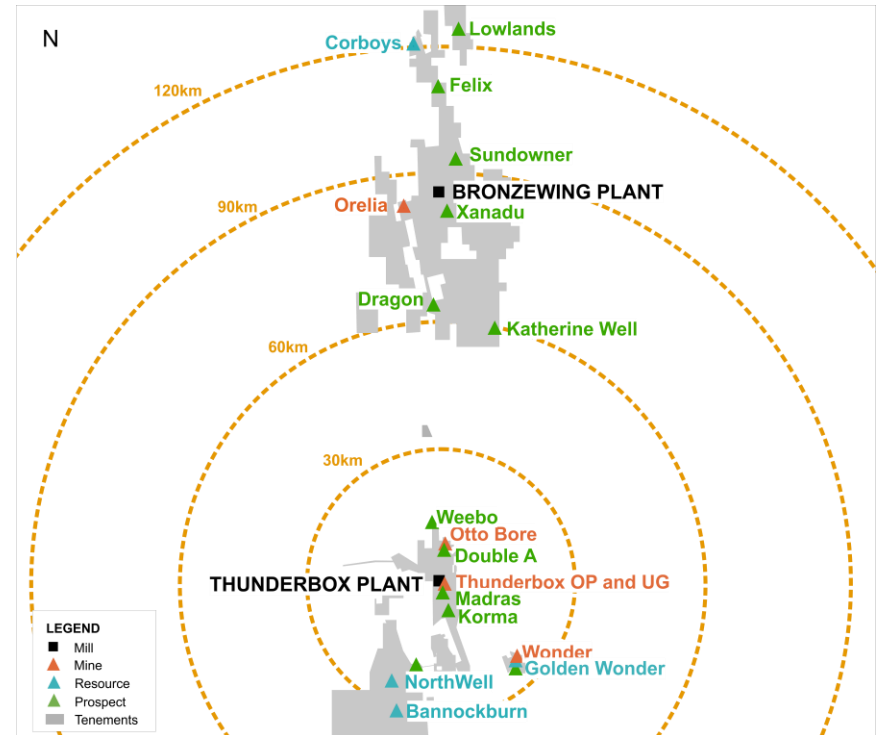 N
Lowlands
Corboys
120km
Felix
Sundowner
BRONZEWING PLANT
90km
Orelia
Xanadu
Dragon
Katherine Well
60km
30km
Weebo
Otto Bore
Double A
THUNDERBOX PLANT
Thunderbox OP and UG
Madras
Korma
Wonder
Golden Wonder
NorthWell
Bannockburn
LEGEND
Mill
Mine
Resource
Prospect
Tenements